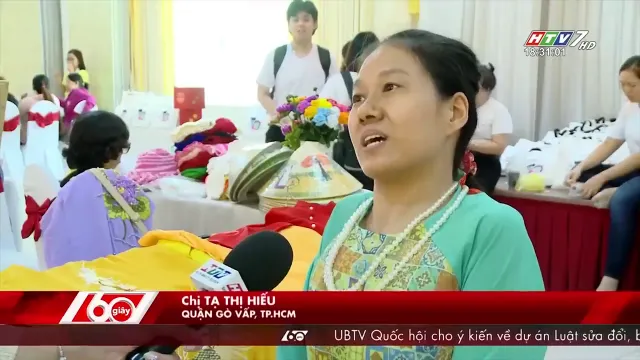 HTV7 HD
18:31:01
60 giây
Chị TẠ THỊ HIẾU
QUẬN GÒ VẤP, TP.HCM
60s UBTV Quốc hội cho ý kiến về dự án Luật sửa đổi, b